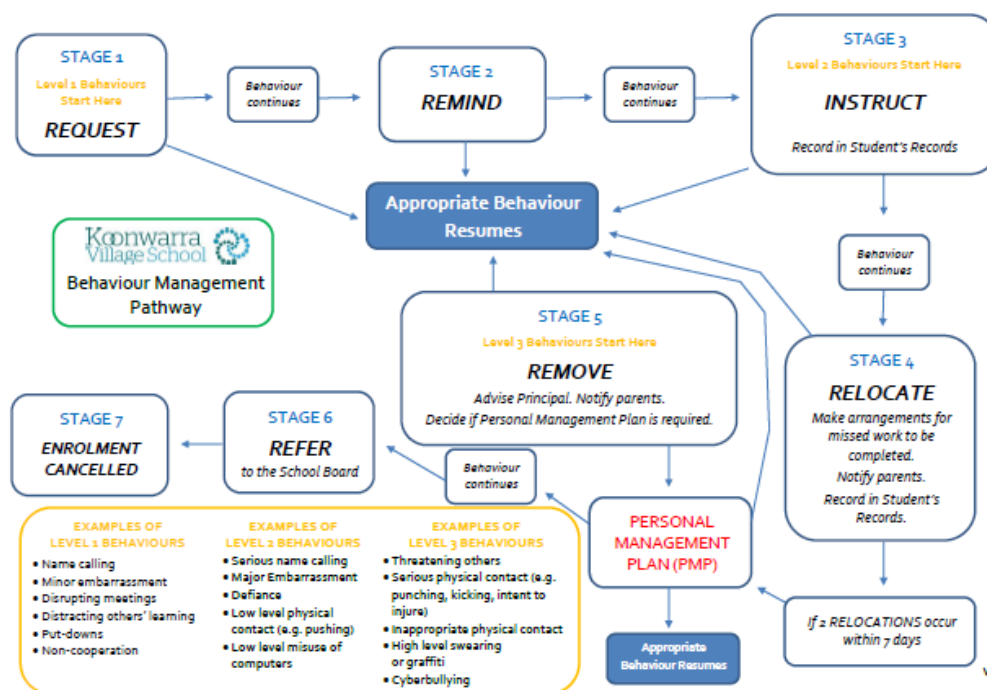 STAGE 1
Level 1 Behaviours
Start Here
REQUEST
Behaviour
continues
STAGE 2
REMIND
Behaviour
continues
STAGE 3
Level 2 Behaviours Start Here
INSTRUCT
Record in Student's Records
Appropriate Behaviour
Resumes
Koonwarra
Village School
Behaviour Management
Pathway
Behaviour
continues
STAGE 4
RELOCATE
Make arrangements for
missed work to be
completed.
Notify parents.
Record in Student's
Records.
If 2 RELOCATIONS occur
within 7 days
STAGE 5
Level 3 Behaviours Start Here
REMOVE
Advise Principal. Notify parents.
Decide if Personal Management Plan is required.
PERSONAL
MANAGEMENT
PLAN (PMP)
Appropriate
Behaviour Resumes
Behaviour
continues
STAGE 6
REFER
to the School Board
STAGE 7
ENROLMENT
CANCELLED
EXAMPLES OF
LEVEL 1 BEHAVIOURS
• Name calling
• Minor embarrassment
• Disrupting meetings
• Distracting others' learning
• Put-downs
• Non-cooperation
EXAMPLES OF
LEVEL 2 BEHAVIOURS
• Serious name calling
• Major Embarrassment
• Defiance
• Low level physical
contact (e.g. pushing)
• Low level misuse of
computers
EXAMPLES OF
LEVEL 3 BEHAVIOURS
• Threatening others
• Serious physical contact (e.g.
punching, kicking, intent to
injure)
• Inappropriate physical contact
• High level swearing
or graffiti
• Cyberbullying